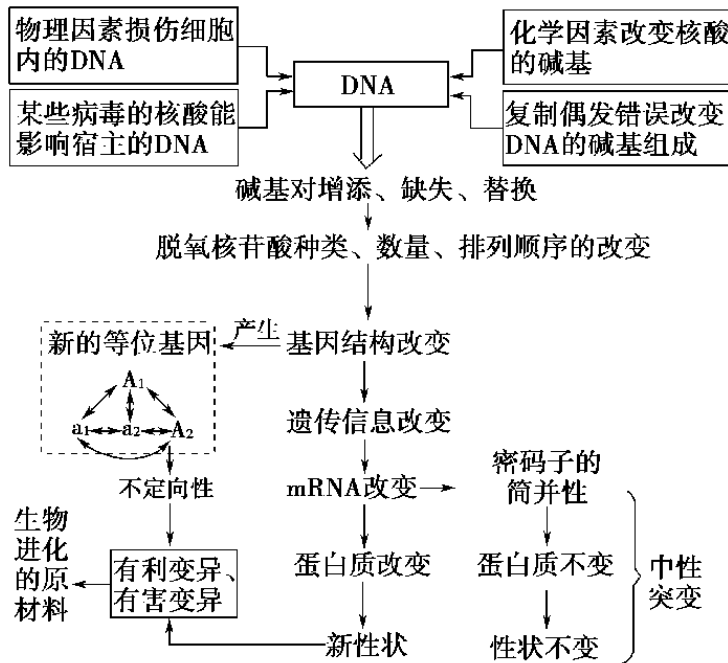 物理因素损伤细胞
内的DNA
化学因素改变核酸
的碱基
DNA
某些病毒的核酸能
影响宿主的DNA
复制偶发错误改变
DNA的碱基组成
碱基对增添、缺失、替换
脱氧核苷酸种类、数量、排列顺序的改变
新的等位基因
产生
基因结构改变
A₁
a₁
a₂
A₂
遗传信息改变
不定向性
mRNA改变
密码子的
简并性
生物
进化
的原
材料
有利变异、
有害变异
蛋白质改变
蛋白质不变
中性
突变
新性状
性状不变